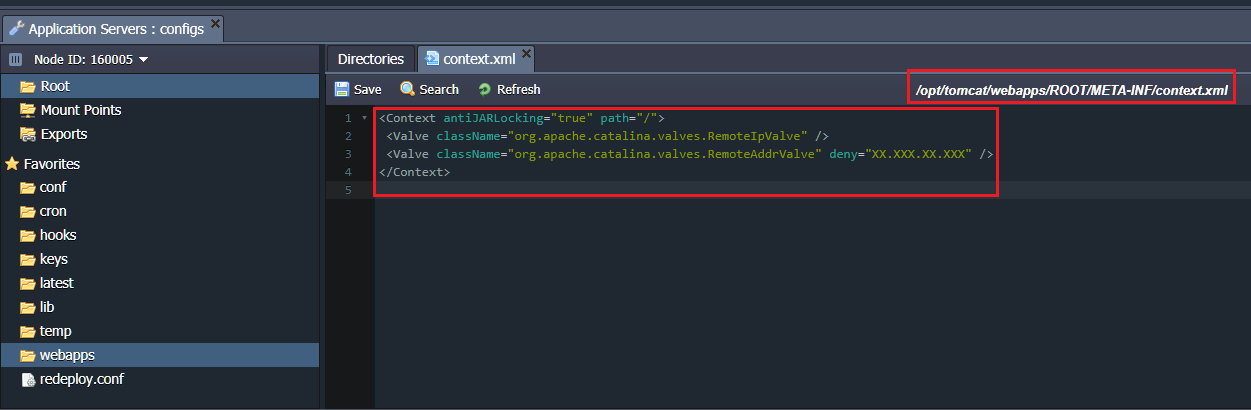 Application Servers : configs
Node ID: 160005
Root
Mount Points
Exports
Favorites
conf
cron
hooks
keys
latest
lib
temp
webapps
redeploy.conf
Directories
context.xml
Save
Search
Refresh
/opt/tomcat/webapps/ROOT/META-INF/context.xml
1 <Context antiJARLocking="true" path="/">
2 <Valve className="org.apache.catalina.valves.RemoteIpValve" />
3 <Valve className="org.apache.catalina.valves.RemoteAddrValve" deny="XX.XXX.XX.XXX" />
4 </Context>
5